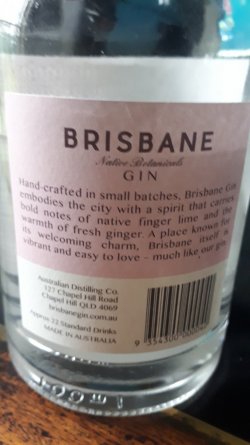 BRISBANE
Native Botanicals
GIN
Hand-crafted in small batches, Brisbane Gin
embodies the city with a spirit that carries
bold notes of native finger lime and the
warmth of fresh ginger. A place known for
its welcoming charm, Brisbane itself is
vibrant and easy to love - much like our gin.
Australian Distilling Co.
127 Chapel Hill Road
Chapel Hill QLD 4069
brisbanegin.com.au
Approx 22 Standard Drinks
MADE IN AUSTRALIA